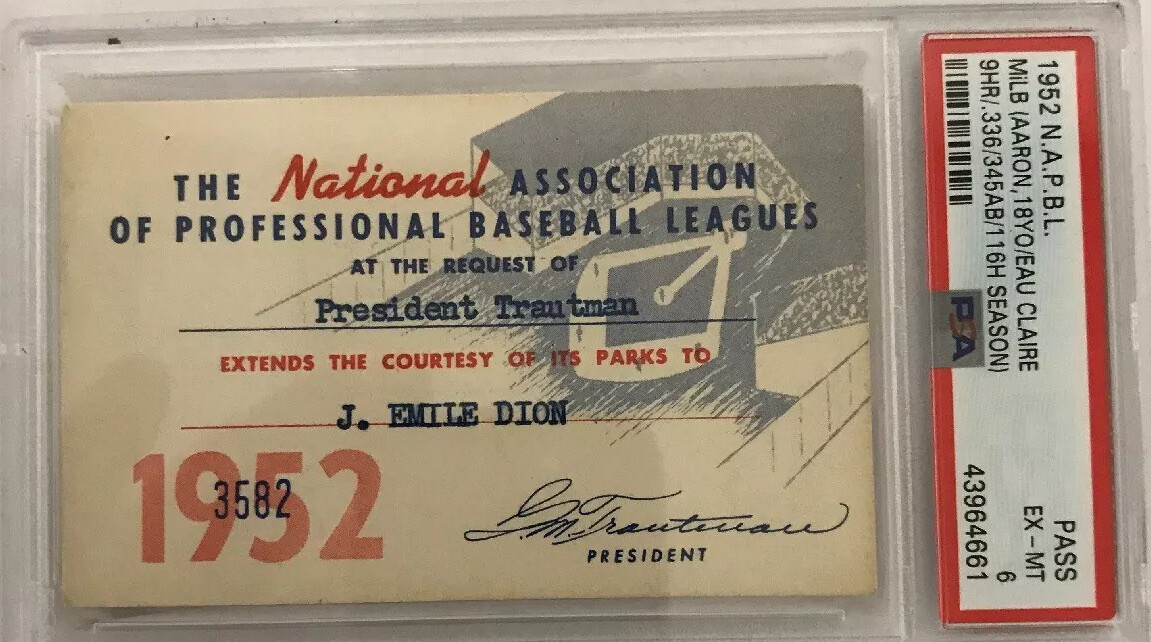 THE National ASSOCIATION
OF PROFESSIONAL BASEBALL LEAGUES
AT THE REQUEST OF
President Trautman
EXTENDS THE COURTESY OF ITS PARKS TO
J. EMILE DION
1952
3582
G.M. Trautman
PRESIDENT
1952 N.A.P.B.L. PASS
MiLB (AARON, 18YO/EAU CLAIRE EX-MT
9HR/.336/345AB/116H SEASON) 6
43964661
PSA